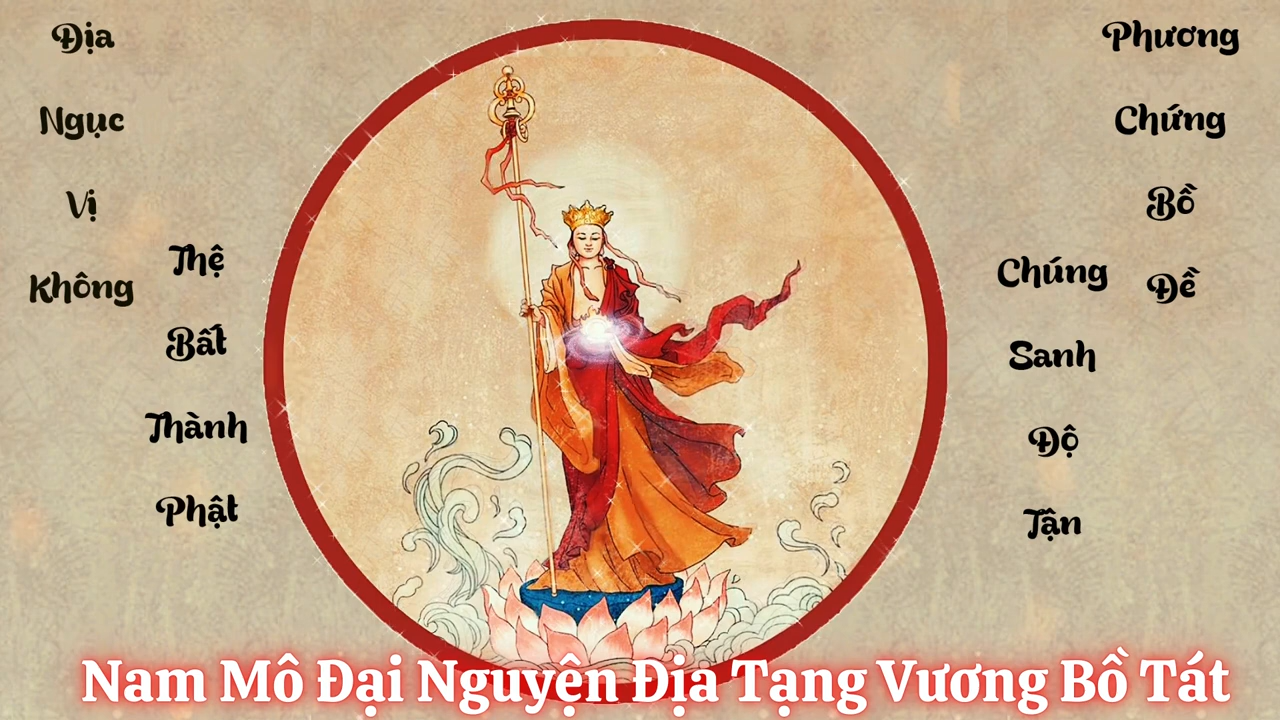 Địa
Ngục
Vị
Không
Thệ
Bất
Thành
Phật
Chúng
Sanh
Độ
Tận
Phương
Chứng
Bồ
Đề
Nam Mô Đại Nguyện Địa Tạng Vương Bồ Tát